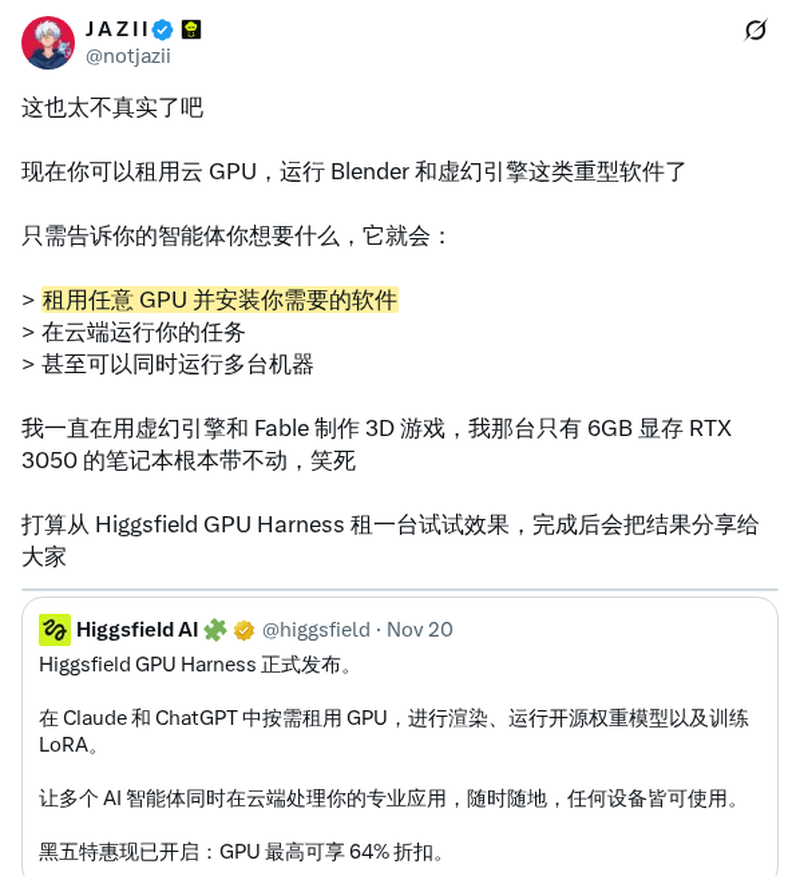 J A Z I I
@notjazii
这也太不真实了吧
现在你可以租用云 GPU，运行 Blender 和虚幻引擎这类重型软件了
只需告诉你的智能体你想要什么，它就会：
> 租用任意 GPU 并安装你需要的软件
> 在云端运行你的任务
> 甚至可以同时运行多台机器
我一直在用虚幻引擎和 Fable 制作 3D 游戏，我那台只有 6GB 显存 RTX
3050 的笔记本根本带不动，笑死
打算从 Higgsfield GPU Harness 租一台试试效果，完成后会把结果分享给
大家
Higgsfield AI @higgsfield · Nov 20
Higgsfield GPU Harness 正式发布。
在 Claude 和 ChatGPT 中按需租用 GPU，进行渲染、运行开源权重模型以及训练
LoRA。
让多个 AI 智能体同时在云端处理你的专业应用，随时随地，任何设备皆可使用。
黑五特惠现已开启：GPU 最高可享 64% 折扣。